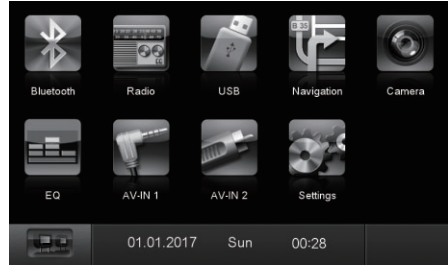 B 35
Bluetooth Radio USB Navigation Camera
EQ AV-IN 1 AV-IN 2 Settings
01.01.2017 Sun 00:28